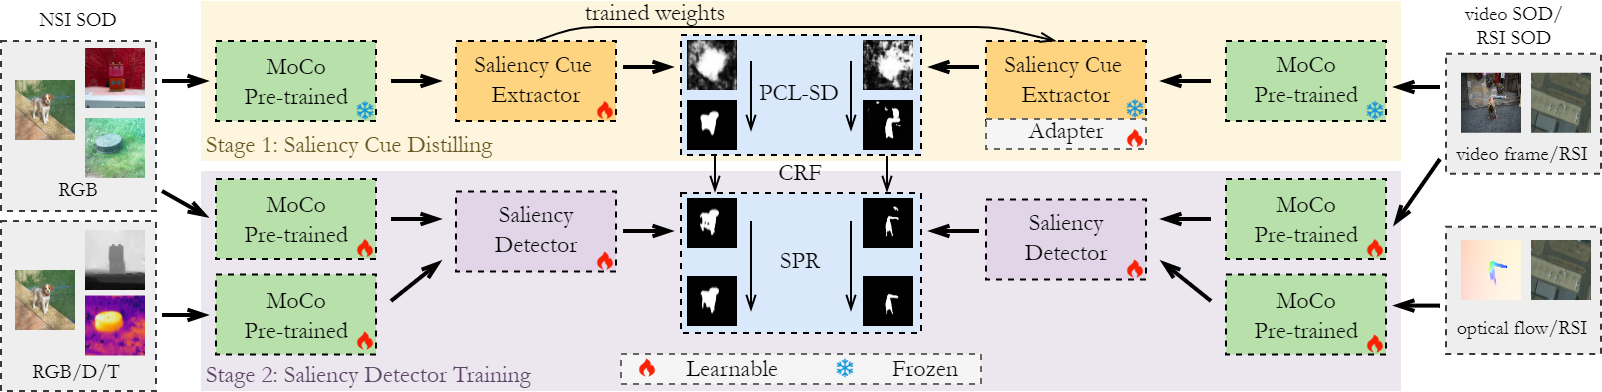 NSI SOD
RGB
RGB/D/T
trained weights
MoCo
Pre-trained
Saliency Cue
Extractor
PCL-SD
Saliency Cue
Extractor
Adapter
MoCo
Pre-trained
Stage 1: Saliency Cue Distilling
CRF
MoCo
Pre-trained
MoCo
Pre-trained
Saliency
Detector
SPR
Saliency
Detector
MoCo
Pre-trained
MoCo
Pre-trained
Stage 2: Saliency Detector Training
Learnable
Frozen
video SOD/
RSI SOD
video frame/RSI
optical flow/RSI